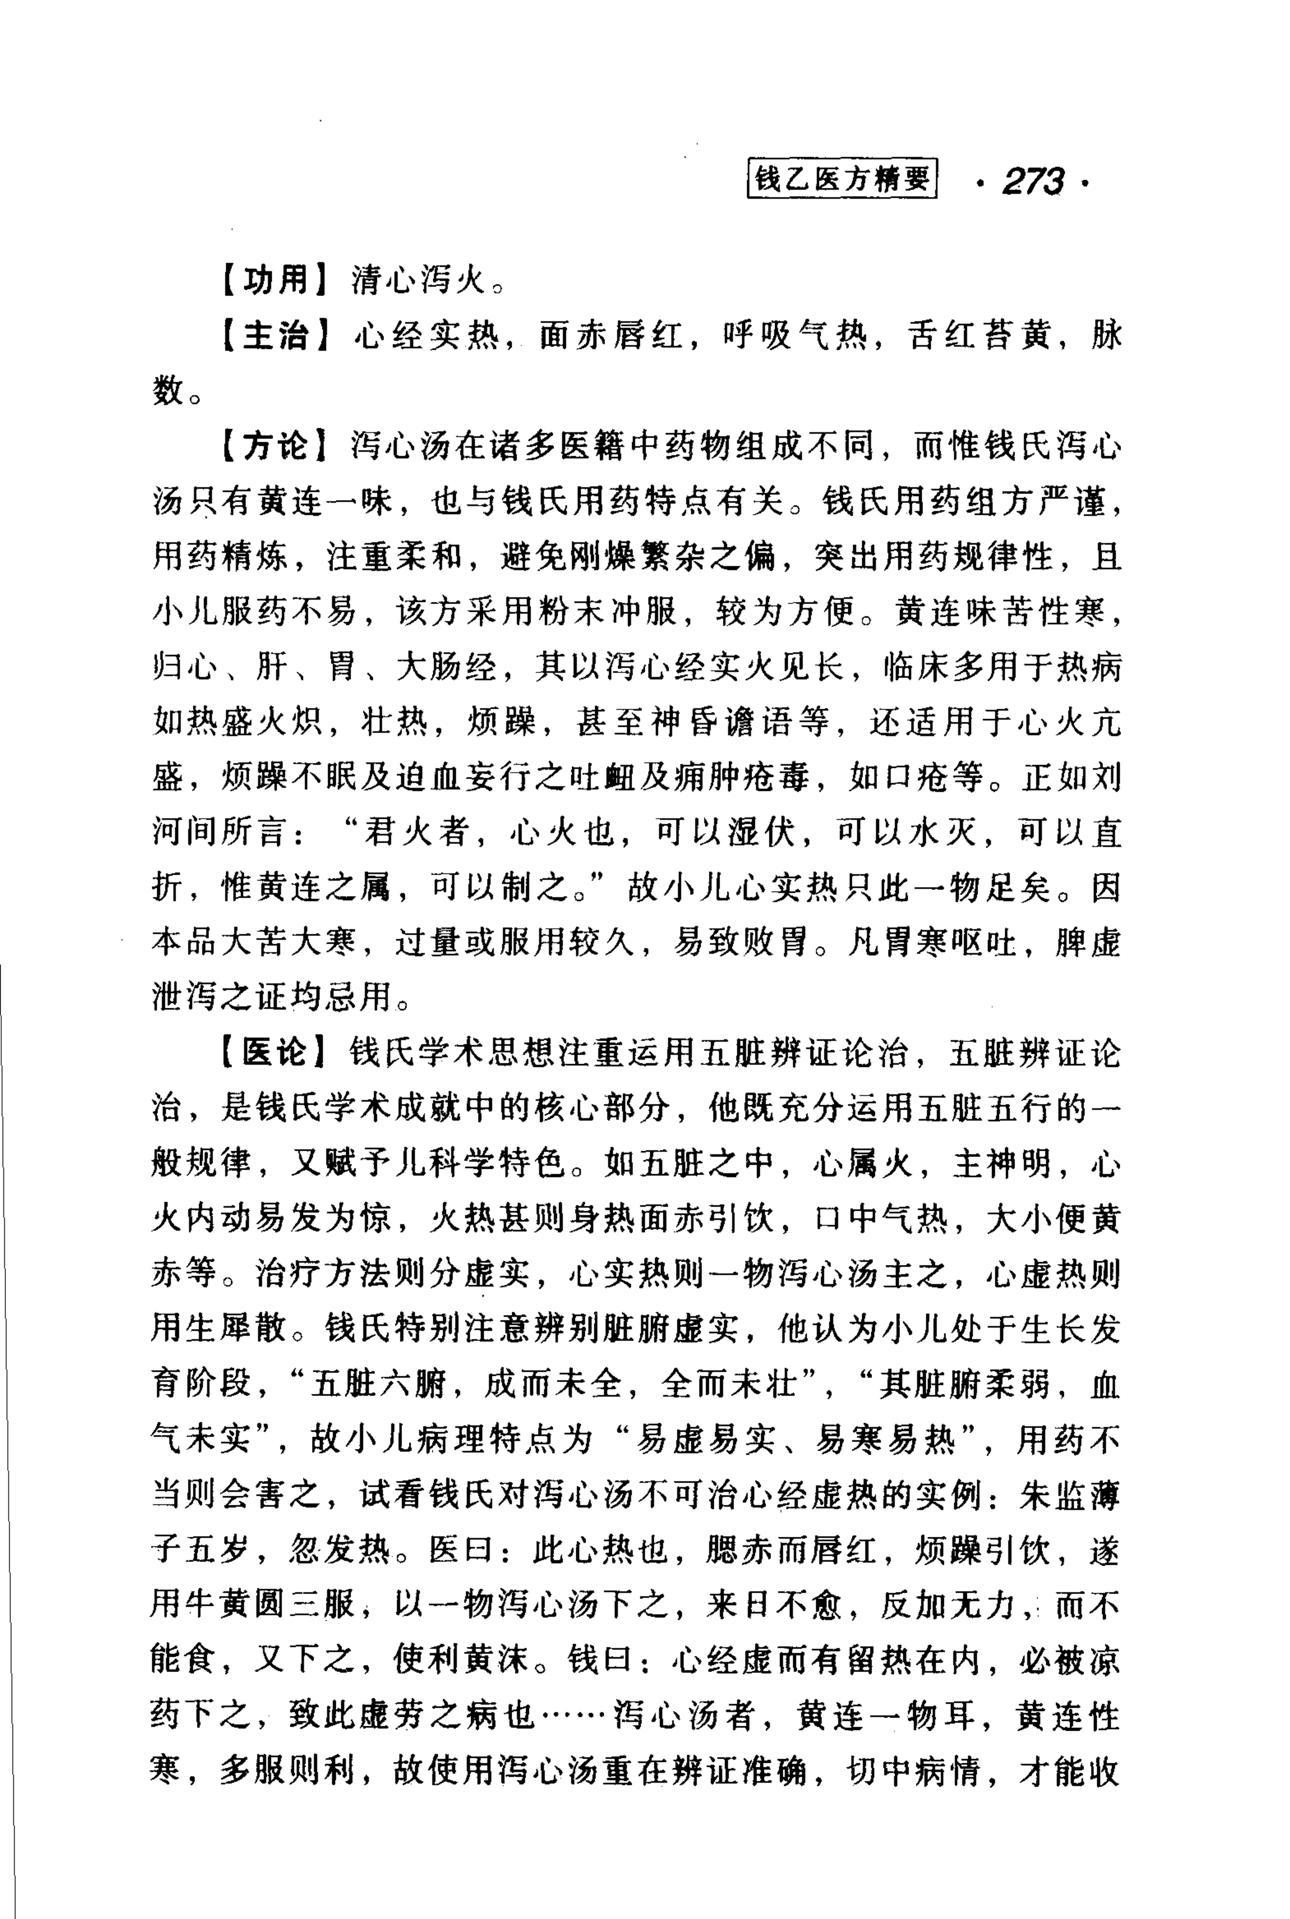 钱乙医方精要 · 273 ·
【功用】 清心泻火。
【主治】 心经实热，面赤唇红，呼吸气热，舌红苔黄，脉
数。
【方论】 泻心汤在诸多医籍中药物组成不同，而惟钱氏泻心
汤只有黄连一味，也与钱氏用药特点有关。钱氏用药组方严谨，
用药精炼，注重柔和，避免刚燥繁杂之偏，突出用药规律性，且
小儿服药不易，该方采用粉末冲服，较为方便。黄连味苦性寒，
归心、肝、胃、大肠经，其以泻心经实火见长，临床多用于热病
如热盛火炽，壮热，烦躁，甚至神昏谵语等，还适用于心火亢
盛，烦躁不眠及迫血妄行之吐衄及痈肿疮毒，如口疮等。正如刘
河间所言：“君火者，心火也，可以湿伏，可以水灭，可以直
折，惟黄连之属，可以制之。”故小儿心实热只此一物足矣。因
本品大苦大寒，过量或服用较久，易致败胃。凡胃寒呕吐，脾虚
泄泻之证均忌用。
【医论】 钱氏学术思想注重运用五脏辨证论治，五脏辨证论
治，是钱氏学术成就中的核心部分，他既充分运用五脏五行的一
般规律，又赋予儿科学特色。如五脏之中，心属火，主神明，心
火内动易发为惊，火热甚则身热面赤引饮，口中气热，大小便黄
赤等。治疗方法则分虚实，心实热则一物泻心汤主之，心虚热则
用生犀散。钱氏特别注意辨别脏腑虚实，他认为小儿处于生长发
育阶段，“五脏六腑，成而未全，全而未壮”，“其脏腑柔弱，血
气未实”，故小儿病理特点为“易虚易实、易寒易热”，用药不
当则会害之，试看钱氏对泻心汤不可治心经虚热的实例：朱监薄
子五岁，忽发热。医曰：此心热也，腮赤而唇红，烦躁引饮，遂
用牛黄圆三服，以一物泻心汤下之，来日不愈，反加无力，而不
能食，又下之，使利黄沫。钱曰：心经虚而有留热在内，必被凉
药下之，致此虚劳之病也……泻心汤者，黄连一物耳，黄连性
寒，多服则利，故使用泻心汤重在辨证准确，切中病情，才能收